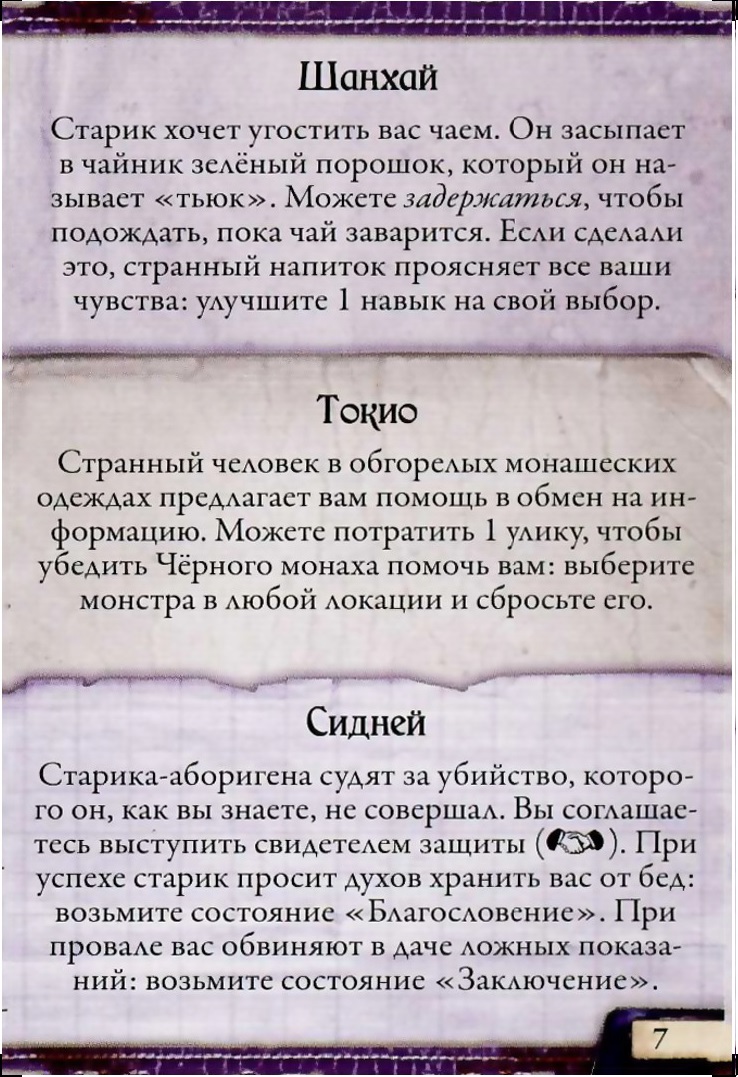 Шанхай
Старик хочет угостить вас чаем. Он засыпает
в чайник зелёный порошок, который он на-
зывает «тьюк». Можете задержаться, чтобы
подождать, пока чай заварится. Если сделали
это, странный напиток проясняет все ваши
чувства: улучшите 1 навык на свой выбор.
Токио
Странный человек в обгорелых монашеских
одеждах предлагает вам помощь в обмен на ин-
формацию. Можете потратить 1 улику, чтобы
убедить Чёрного монаха помочь вам: выберите
монстра в любой локации и сбросьте его.
Сидней
Старика-аборигена судят за убийство, которо-
го он, как вы знаете, не совершал. Вы соглашае-
тесь выступить свидетелем защиты ( ). При
успехе старик просит духов хранить вас от бед:
возьмите состояние «Благословение». При
провале вас обвиняют в даче ложных показа-
ний: возьмите состояние «Заключение».
7